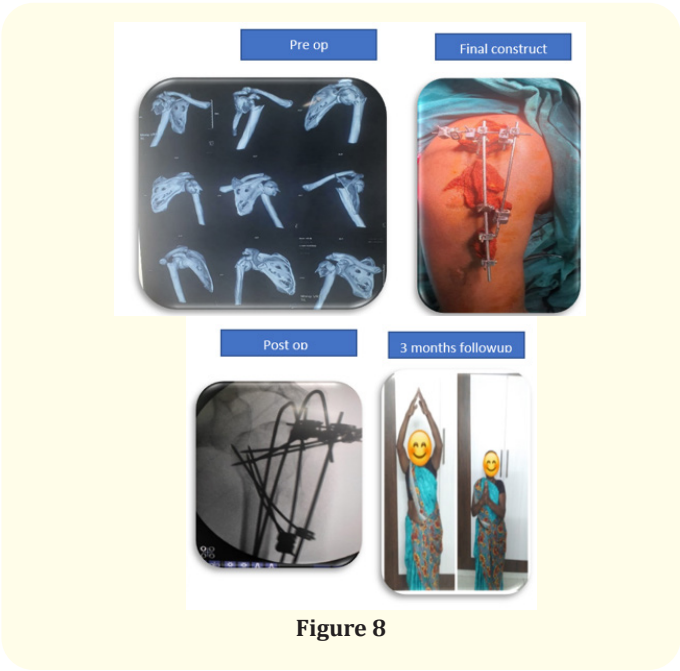 Pre op
Final construct
Post op
3 months followup
Figure 8